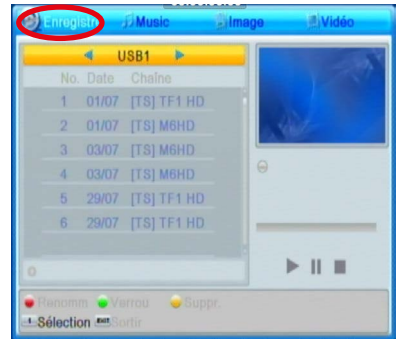 Enregistr Music Image Vidéo
USB1
No. Date Chaîne
1 01/07 [TS] TF1 HD
2 01/07 [TS] M6HD
3 03/07 [TS] M6HD
4 03/07 [TS] M6HD
5 29/07 [TS] TF1 HD
6 29/07 [TS] TF1 HD
Renomm Verrou Suppr.
Sélection EXIT Sortir